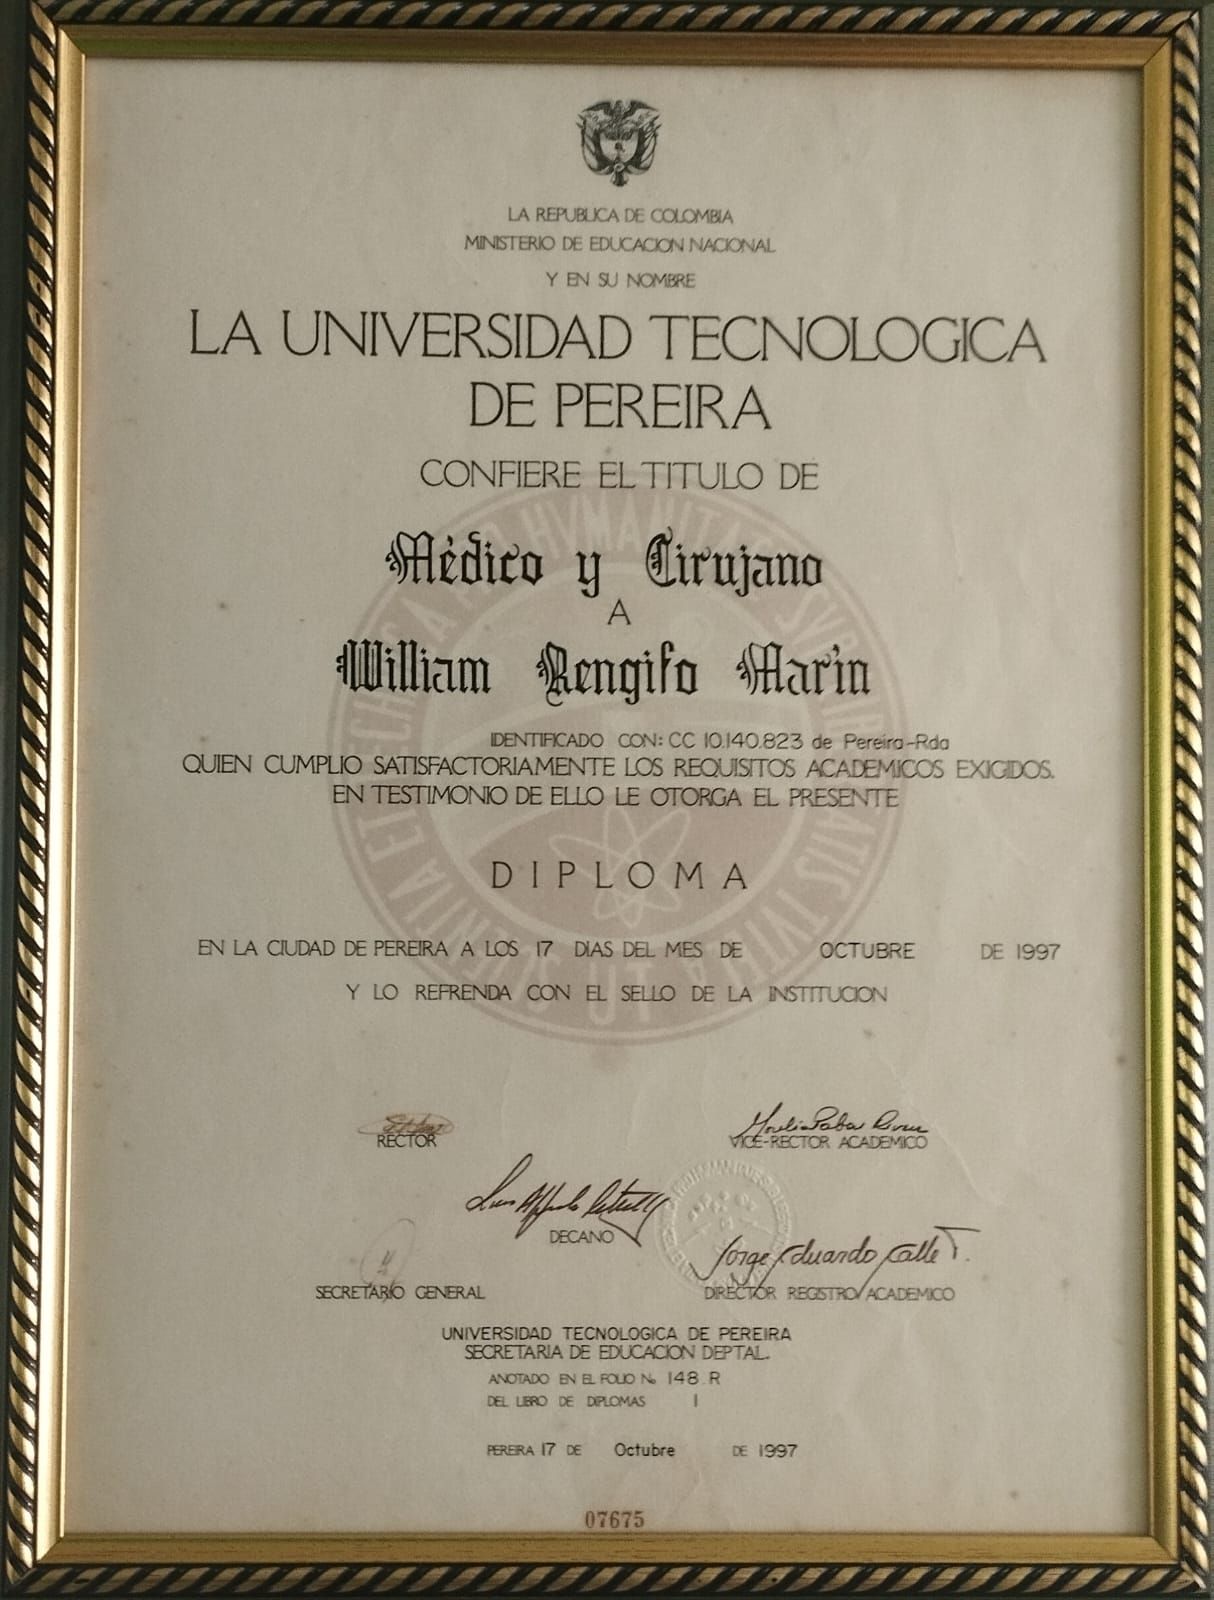 LA REPUBLICA DE COLOMBIA
MINISTERIO DE EDUCACION NACIONAL
Y EN SU NOMBRE
LA UNIVERSIDAD TECNOLOGICA
DE PEREIRA
CONFIERE EL TITULO DE
Médico y Cirujano
A
William Rengifo Marín
IDENTIFICADO CON: CC 10.140.823 de Pereira-Rda
QUIEN CUMPLIO SATISFACTORIAMENTE LOS REQUISITOS ACADEMICOS EXIGIDOS.
EN TESTIMONIO DE ELLO LE OTORGA EL PRESENTE
DIPLOMA
EN LA CIUDAD DE PEREIRA A LOS 17 DIAS DEL MES DE OCTUBRE DE 1997
Y LO REFRENDA CON EL SELLO DE LA INSTITUCION
RECTOR
VICE-RECTOR ACADEMICO
Luis Alfredo
DECANO
Jorge Eduardo Calle T.
SECRETARIO GENERAL
DIRECTOR REGISTRO ACADEMICO
UNIVERSIDAD TECNOLOGICA DE PEREIRA
SECRETARIA DE EDUCACION DEPTAL.
ANOTADO EN EL FOLIO No 148 R
DEL LIBRO DE DIPLOMAS 1
PEREIRA 17 DE Octubre DE 1997
07675